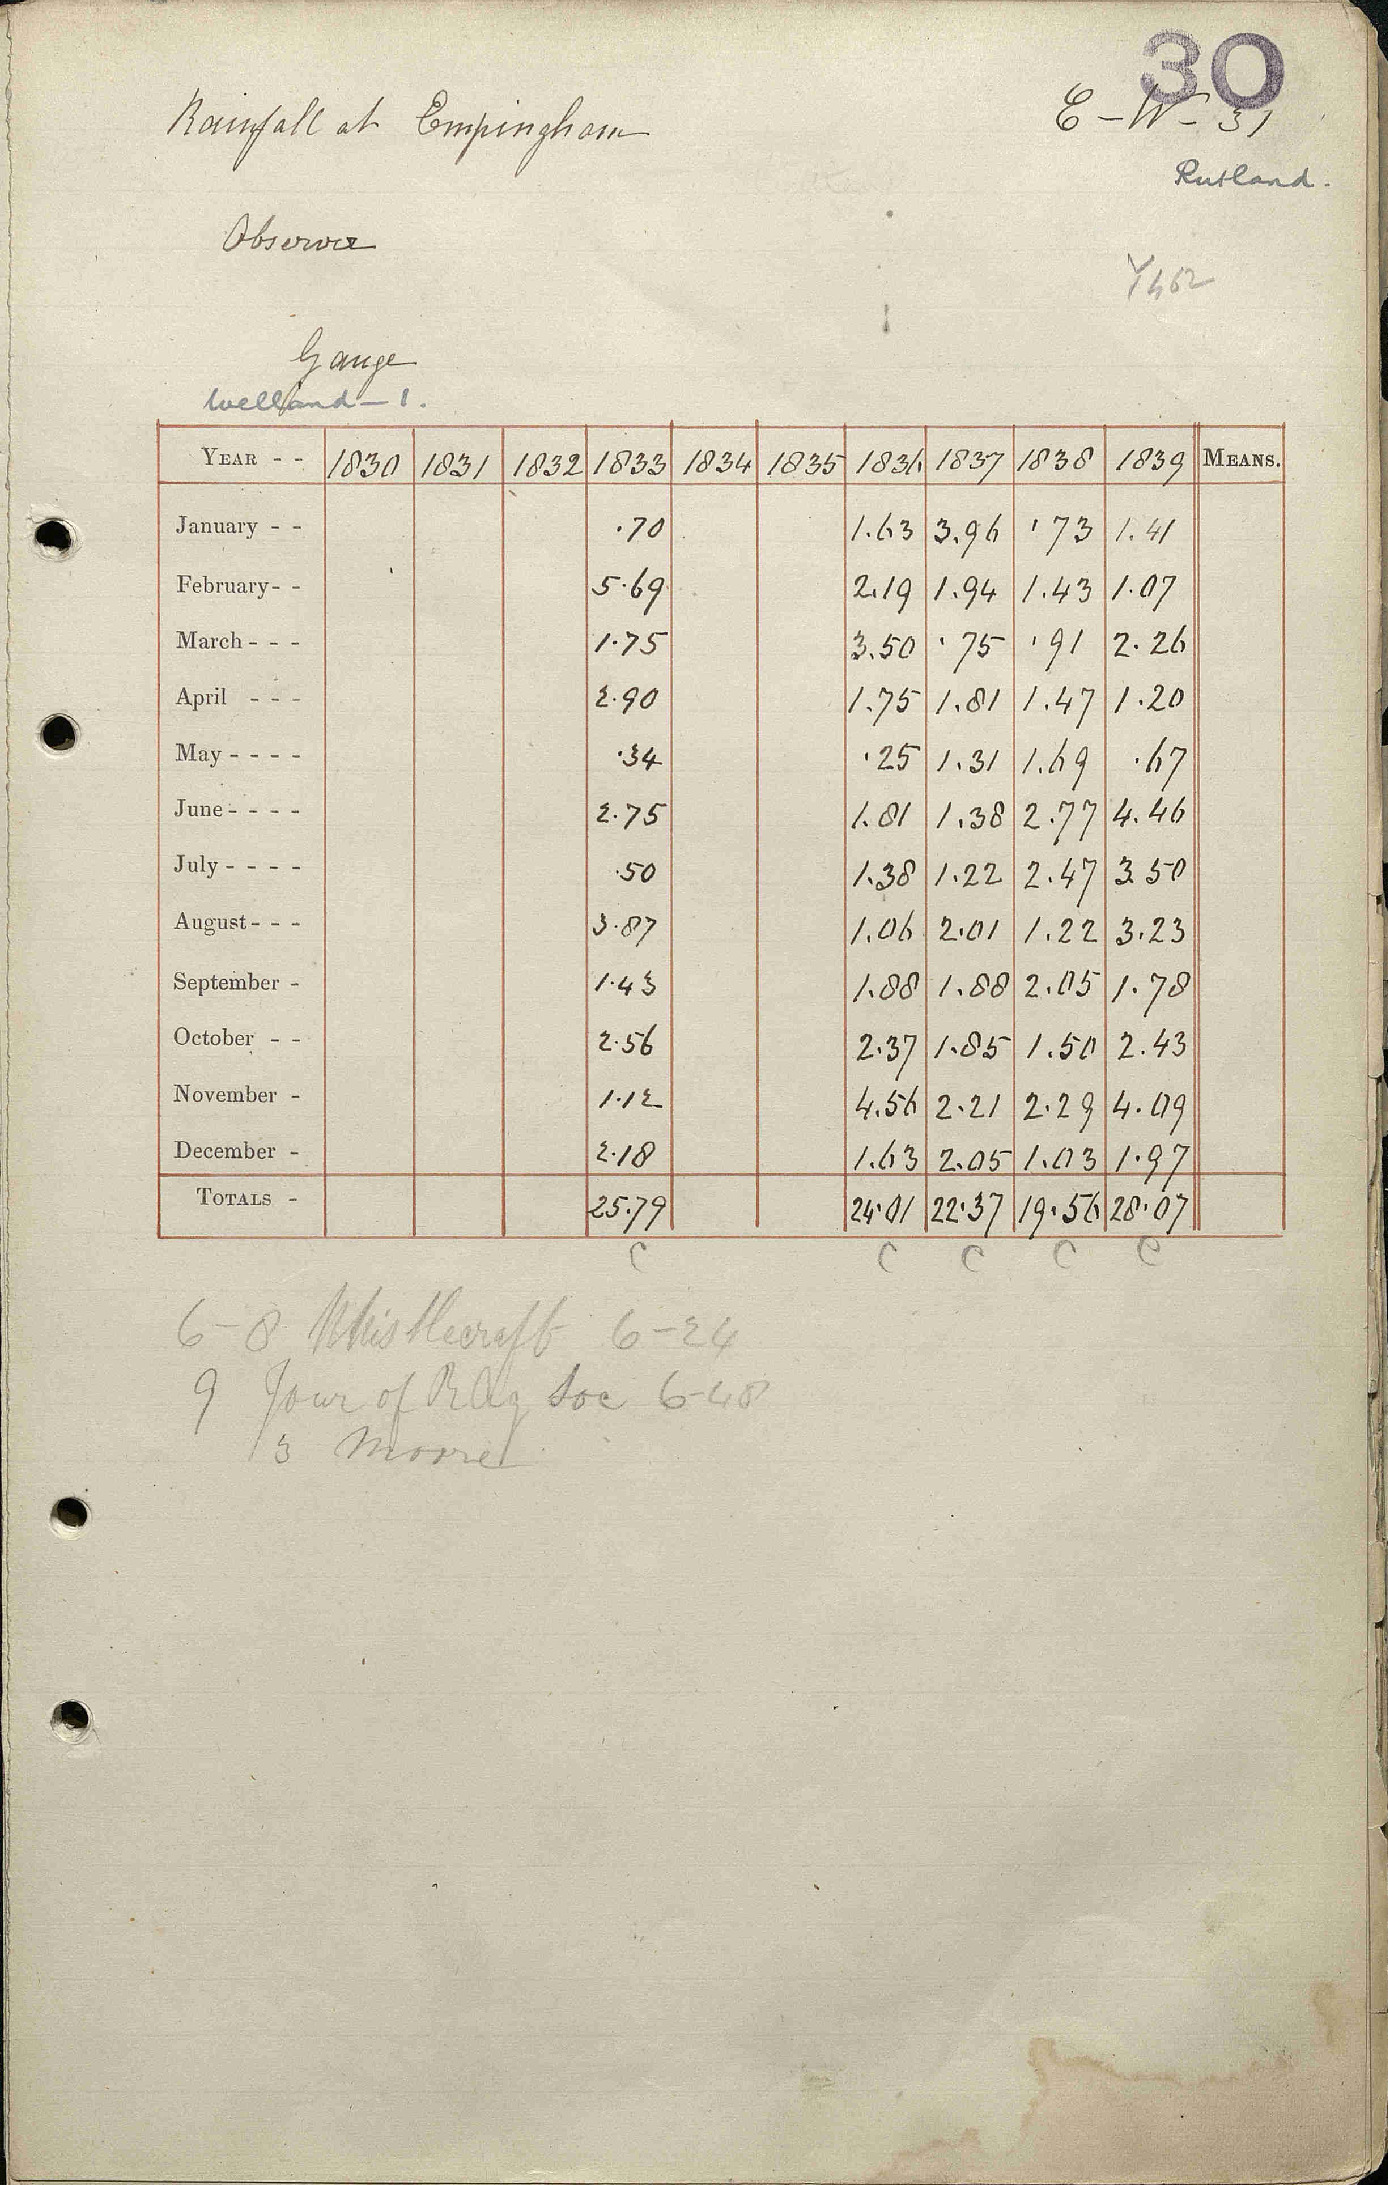 30
Rainfall at Empingham E-W-31
Rutland.
Observer
Gauge
Welland-1.
YEAR - - 1830 1831 1832 1833 1834 1835 1836 1837 1838 1839 MEANS.
January - - .70 1.63 3.96 .73 1.41
February- - 5.69 2.19 1.94 1.43 1.07
March - - - 1.75 3.50 .75 .91 2.26
April - - - 2.90 1.75 1.81 1.47 1.20
May - - - - .34 .25 1.31 1.69 .67
June - - - - 2.75 1.81 1.38 2.77 4.46
July - - - - .50 1.38 1.22 2.47 3.50
August - - - 3.87 1.06 2.01 1.22 3.23
September - 1.43 1.88 1.88 2.05 1.78
October - - 2.56 2.37 1.85 1.50 2.43
November - 1.12 4.56 2.21 2.29 4.09
December - 2.18 1.63 2.05 1.03 1.97
TOTALS - 25.79 24.01 22.37 19.56 28.07
C C C C C
6-8 Whistlecraft 6-24
9 Jour of R Ag Soc 6-48
3 Moore